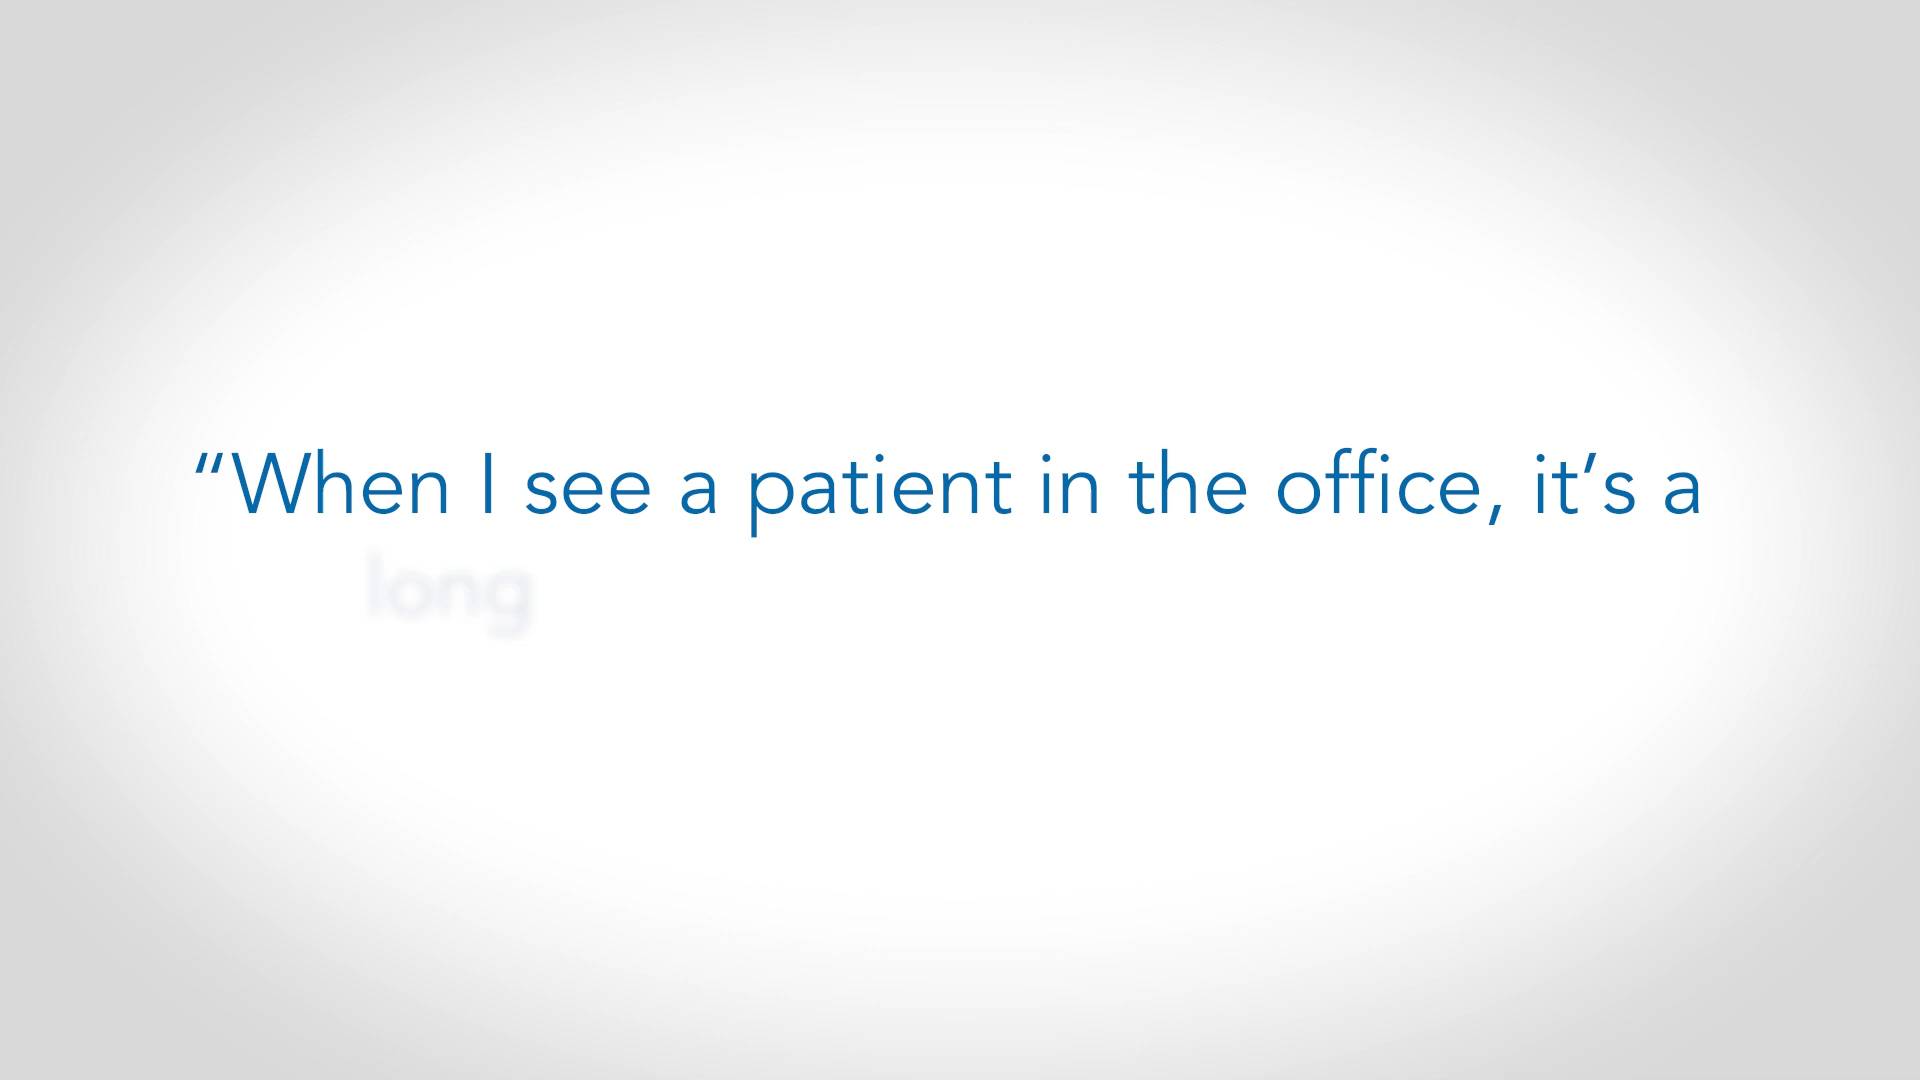 “When I see a patient in the office, it’s a
long